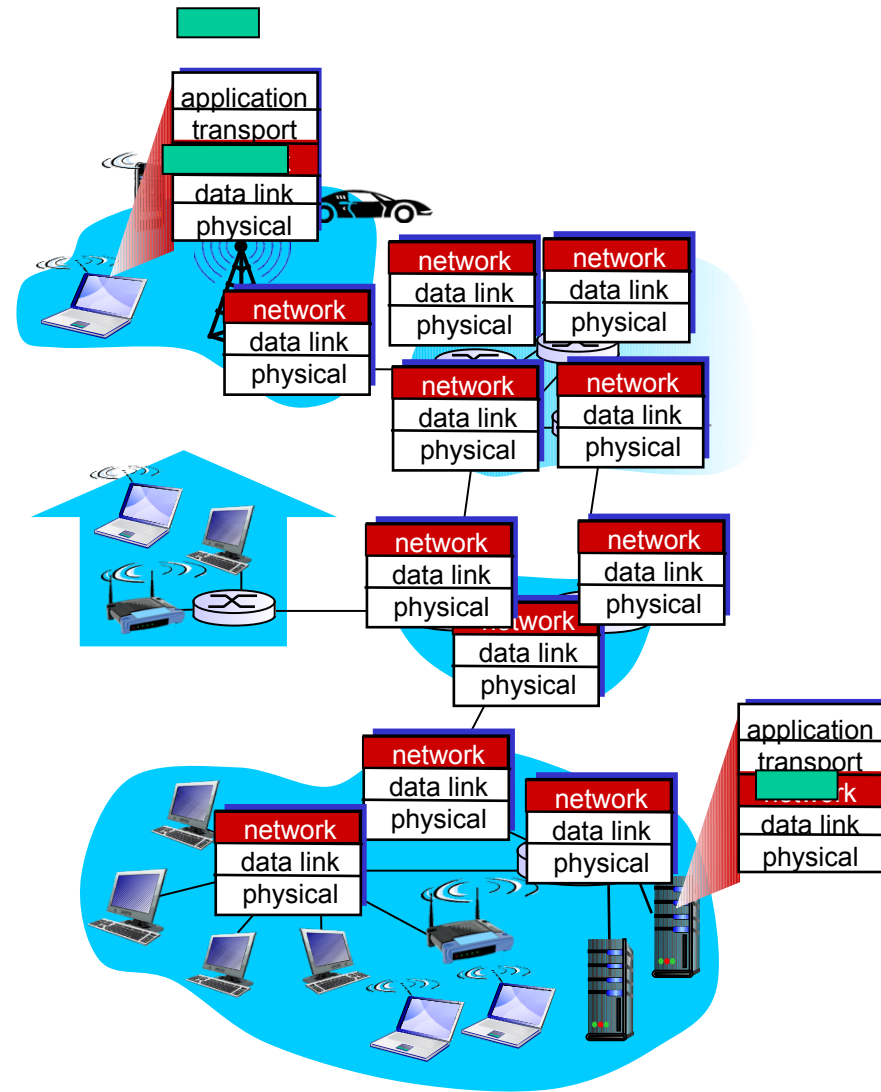 application
transport
data link
physical
network
data link
physical
network
data link
physical
network
data link
physical
network
data link
physical
network
data link
physical
network
data link
physical
network
data link
physical
network
data link
physical
network
data link
physical
network
data link
physical
network
data link
physical
application
transport
network
data link
physical